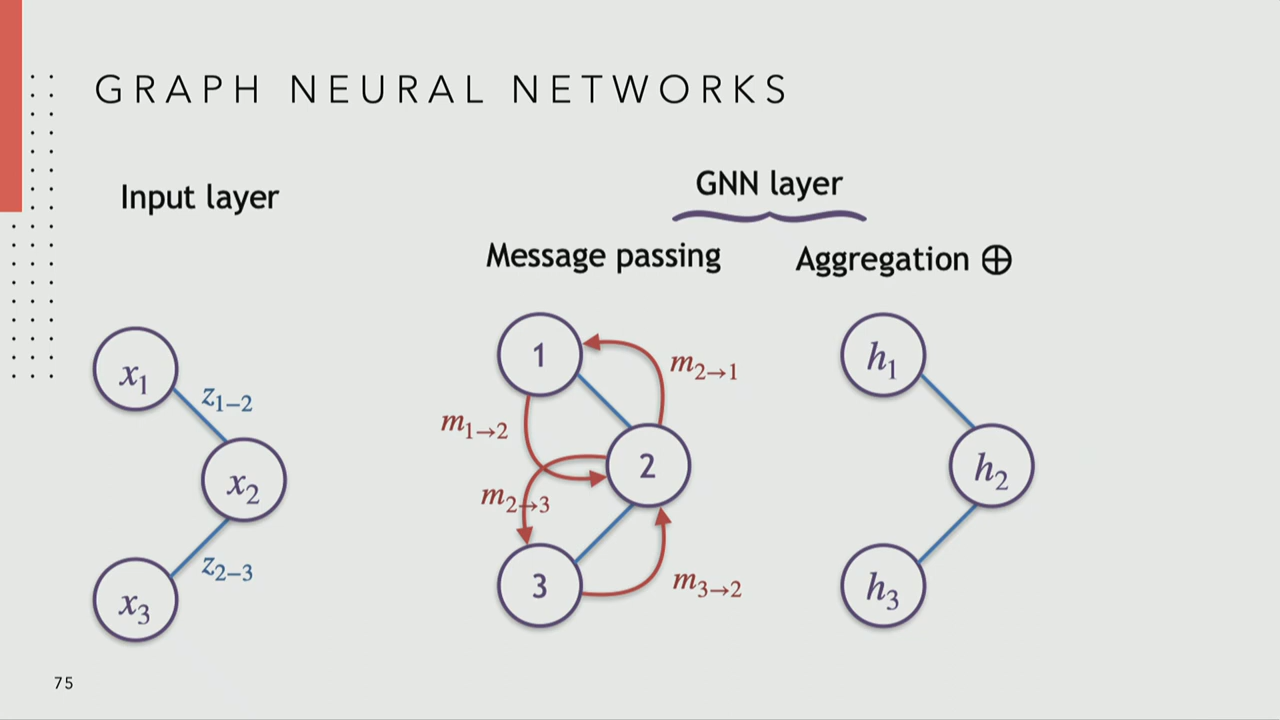 GRAPH NEURAL NETWORKS
Input layer
GNN layer
Message passing
Aggregation ⊕
x₁
z₁₋₂
x₂
z₂₋₃
x₃
1
m₂→₁
m₁→₂
2
m₂→₃
3
m₃→₂
h₁
h₂
h₃
75